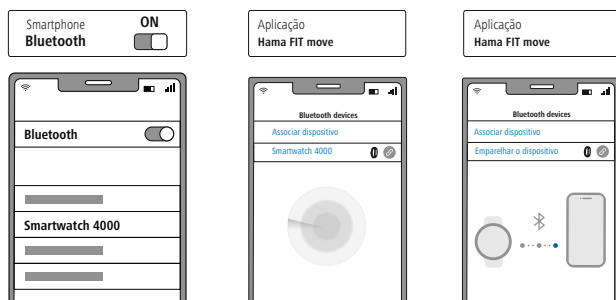 Smartphone
Bluetooth
ON
Bluetooth
Smartwatch 4000
Aplicação
Hama FIT move
Bluetooth devices
Associar dispositivo
Smartwatch 4000
Aplicação
Hama FIT move
Bluetooth devices
Associar dispositivo
Emparelhar o dispositivo